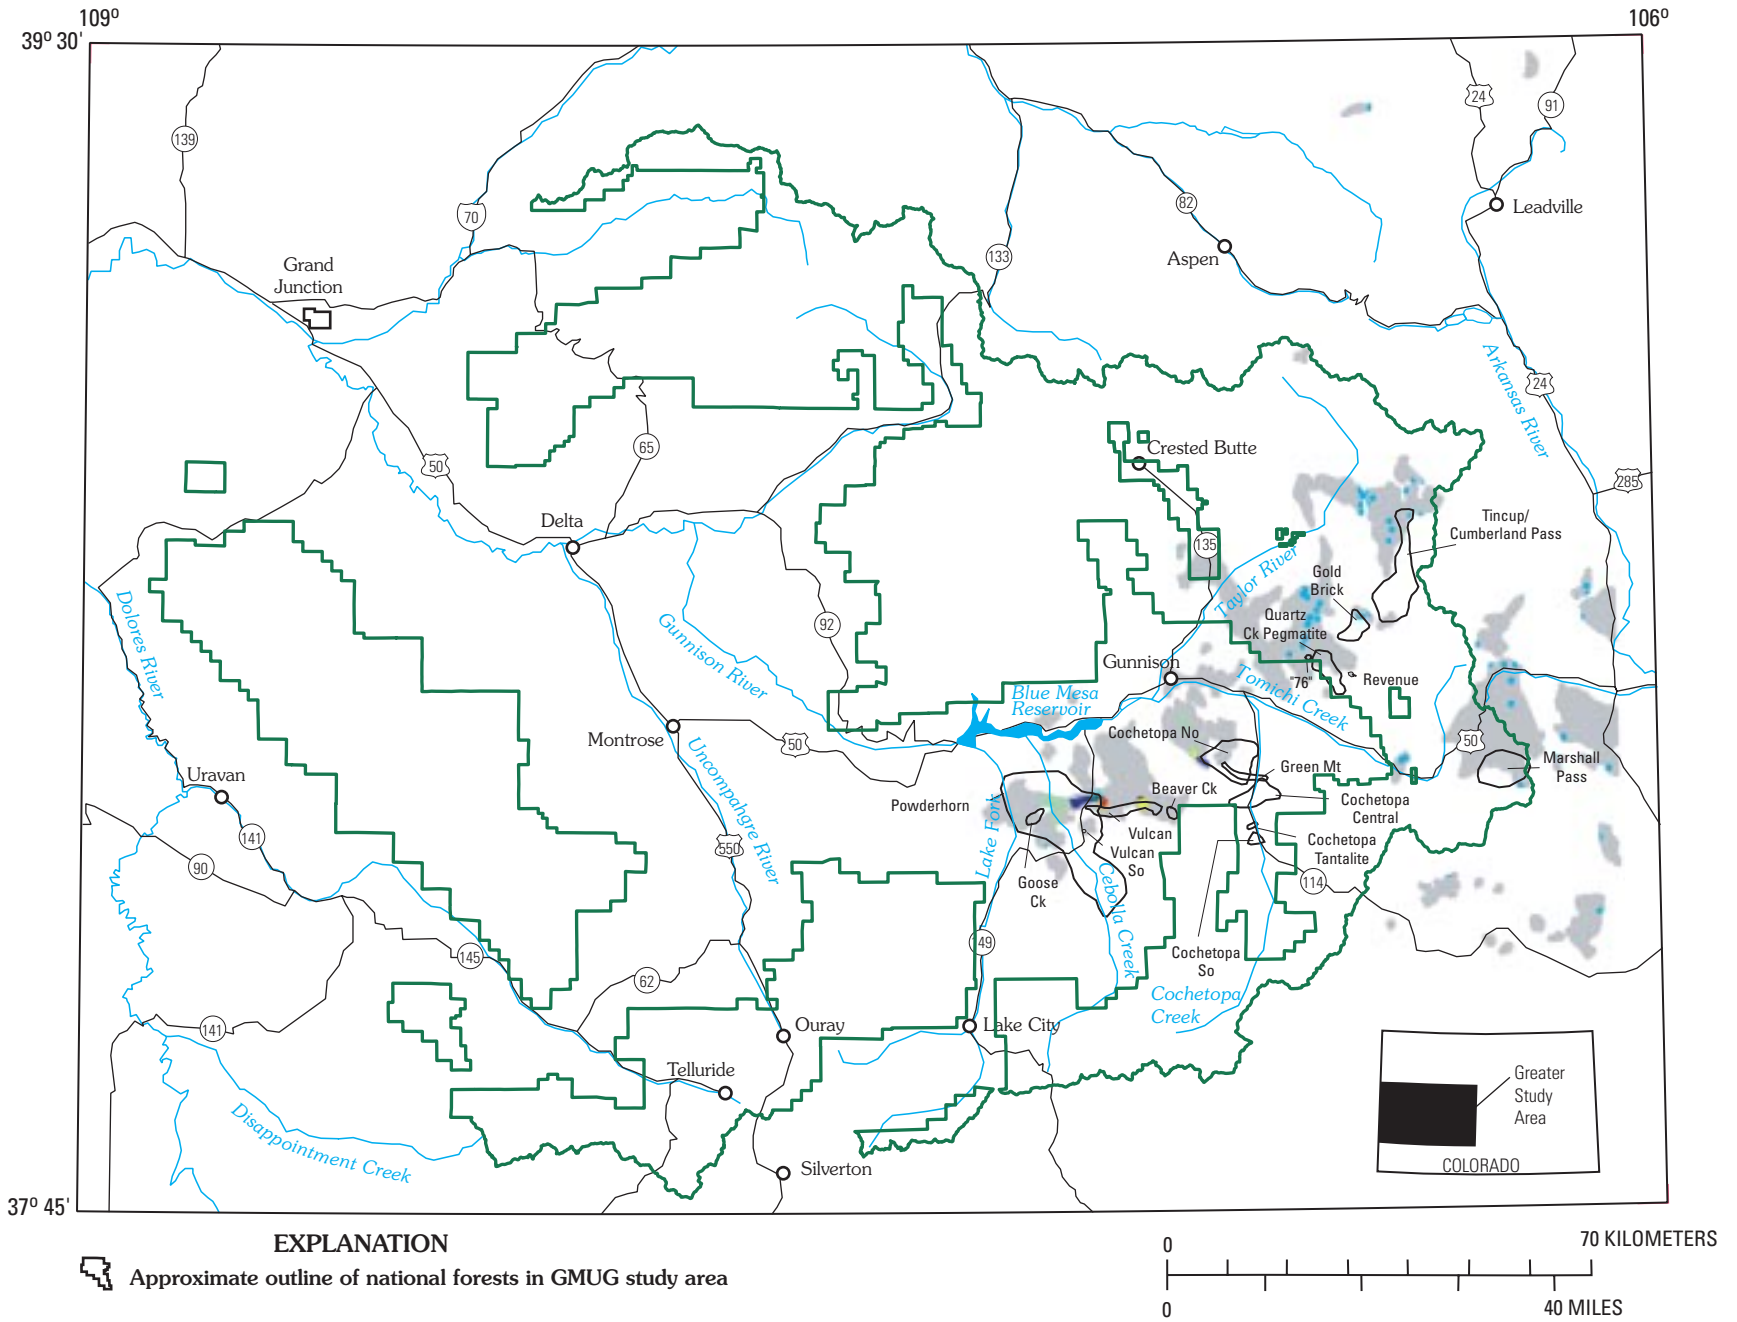 109º
106º
39º 30'
37º 45'
139
70
133
82
24
91
Leadville
Aspen
Grand
Junction
Arkansas River
24
50
65
285
Crested Butte
Delta
135
Tincup/
Cumberland Pass
Taylor River
Gold
Brick
Quartz
Ck Pegmatite
"76"
Revenue
Dolores River
Gunnison River
92
Gunnison
Tomichi Creek
Blue Mesa
Reservoir
Montrose
50
Uncompahgre River
Cochetopa No
Green Mt
50
Marshall
Pass
Uravan
Powderhorn
Lake Fork
Beaver Ck
Cochetopa
Central
141
550
Vulcan
Vulcan
So
Cochetopa
Tantalite
90
Goose
Ck
Cebolla Creek
114
145
149
Cochetopa
So
62
Cochetopa
Creek
141
Ouray
Lake City
Telluride
Disappointment Creek
Silverton
Greater
Study
Area
COLORADO
EXPLANATION
Approximate outline of national forests in GMUG study area
0
70 KILOMETERS
0
40 MILES